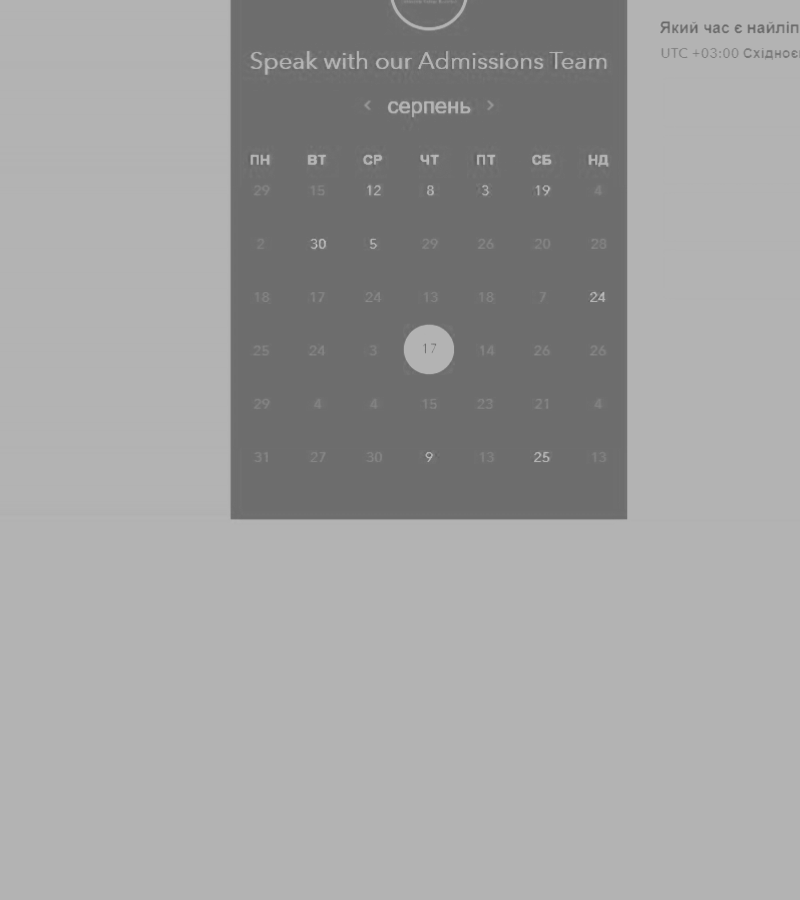 Speak with our Admissions Team
‹ серпень ›
ПН ВТ СР ЧТ ПТ СБ НД
29 15 12 8 3 19 4
2 30 5 29 26 20 28
18 17 24 13 18 7 24
25 24 3 17 14 26 26
29 4 4 15 23 21 4
31 27 30 9 13 25 13
Який час є найліп
UTC +03:00 Східноє